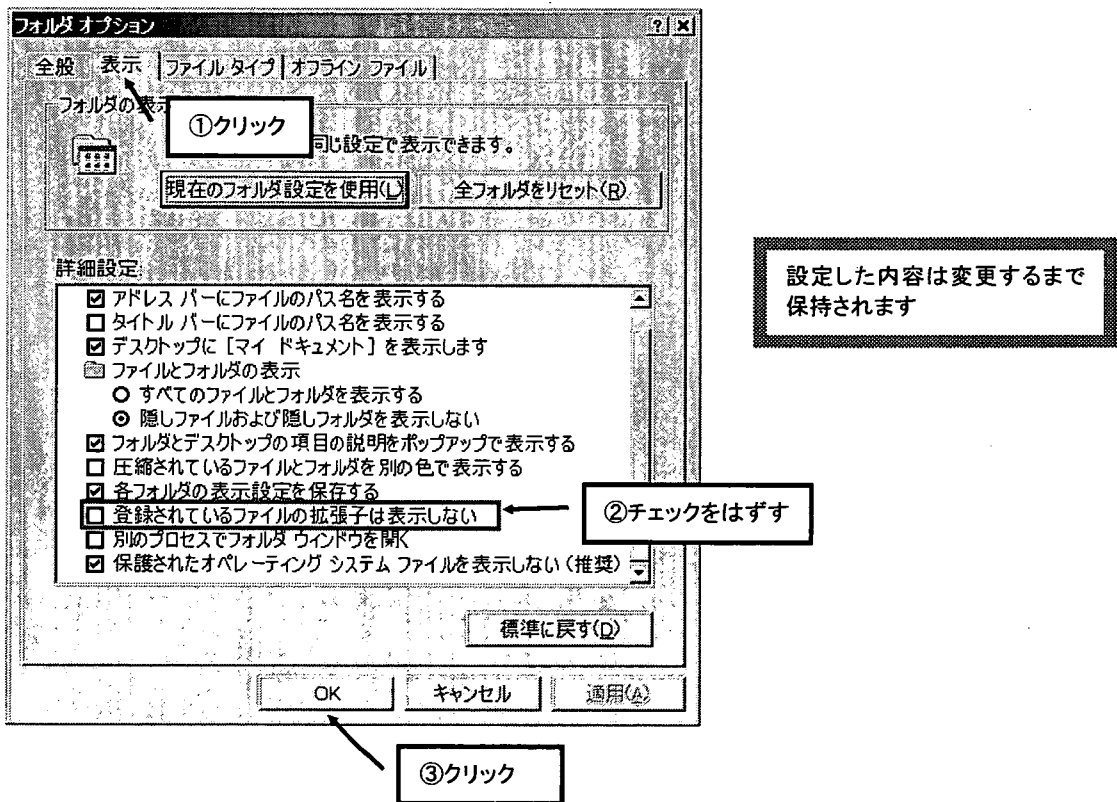 フォルダ オプション
全般 表示 ファイル タイプ オフライン ファイル
フォルダの表示
①クリック
同じ設定で表示できます。
現在のフォルダ設定を使用(L) 全フォルダをリセット(R)
詳細設定:
アドレス バーにファイルのパス名を表示する
タイトル バーにファイルのパス名を表示する
デスクトップに [マイ ドキュメント] を表示します
ファイルとフォルダの表示
すべてのファイルとフォルダを表示する
隠しファイルおよび隠しフォルダを表示しない
フォルダとデスクトップの項目の説明をポップアップで表示する
圧縮されているファイルとフォルダを別の色で表示する
各フォルダの表示設定を保存する
登録されているファイルの拡張子は表示しない
②チェックをはずす
別のプロセスでフォルダ ウィンドウを開く
保護されたオペレーティング システム ファイルを表示しない (推奨)
標準に戻す(D)
OK キャンセル 適用(A)
③クリック
設定した内容は変更するまで
保持されます